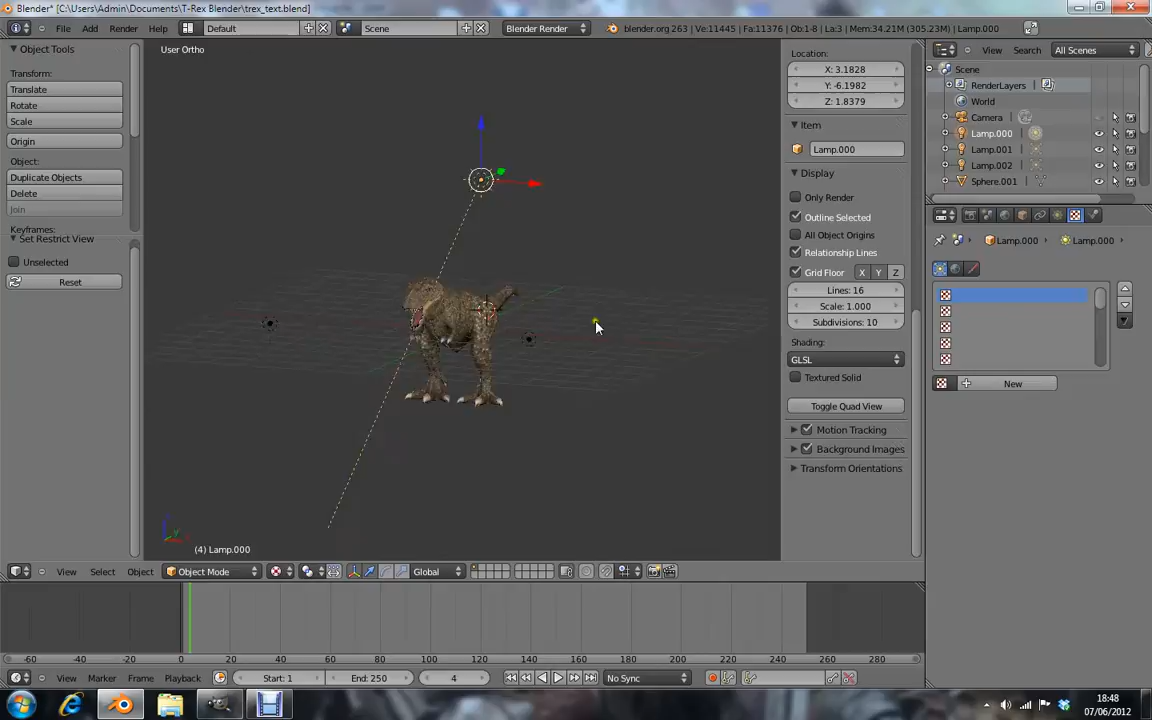 Blender* [C:\Users\Admin\Documents\T-Rex Blender\trex_text.blend]
File Add Render Help Default Scene Blender Render blender.org 263 | Ve:11445 | Fa:11376 | Ob:1-8 | La:3 | Mem:34.21M (305.23M) | Lamp.000
View Search All Scenes
Object Tools
Transform:
Translate
Rotate
Scale
Origin
Object:
Duplicate Objects
Delete
Join
Keyframes:
Set Restrict View
Unselected
Reset
User Ortho
(4) Lamp.000
Location:
X: 3.1828
Y: -6.1982
Z: 1.8379
Item
Lamp.000
Display
Only Render
Outline Selected
All Object Origins
Relationship Lines
Grid Floor X Y Z
Lines: 16
Scale: 1.000
Subdivisions: 10
Shading:
GLSL
Textured Solid
Toggle Quad View
Motion Tracking
Background Images
Transform Orientations
Scene
RenderLayers
World
Camera
Lamp.000
Lamp.001
Lamp.002
Sphere.001
Lamp.000 Lamp.000
New
View Select Object Object Mode Global
-60 -40 -20 0 20 40 60 80 100 120 140 160 180 200 220 240 260 280
View Marker Frame Playback Start: 1 End: 250 4 No Sync
18:48
07/06/2012